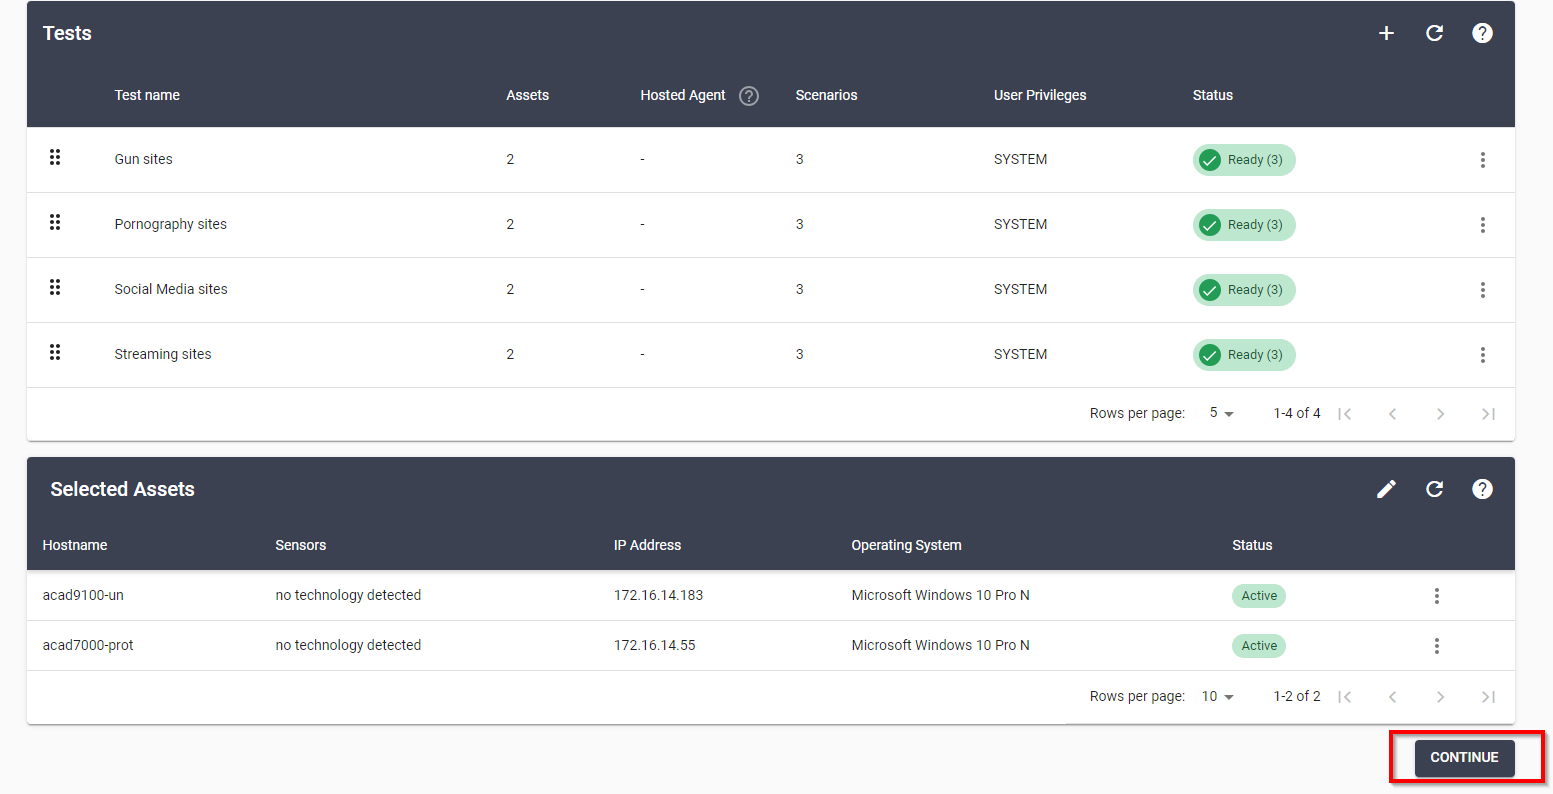 Tests
Test name Assets Hosted Agent ? Scenarios User Privileges Status
Gun sites 2 - 3 SYSTEM Ready (3)
Pornography sites 2 - 3 SYSTEM Ready (3)
Social Media sites 2 - 3 SYSTEM Ready (3)
Streaming sites 2 - 3 SYSTEM Ready (3)
Rows per page: 5 1-4 of 4
Selected Assets
Hostname Sensors IP Address Operating System Status
acad9100-un no technology detected 172.16.14.183 Microsoft Windows 10 Pro N Active
acad7000-prot no technology detected 172.16.14.55 Microsoft Windows 10 Pro N Active
Rows per page: 10 1-2 of 2
CONTINUE